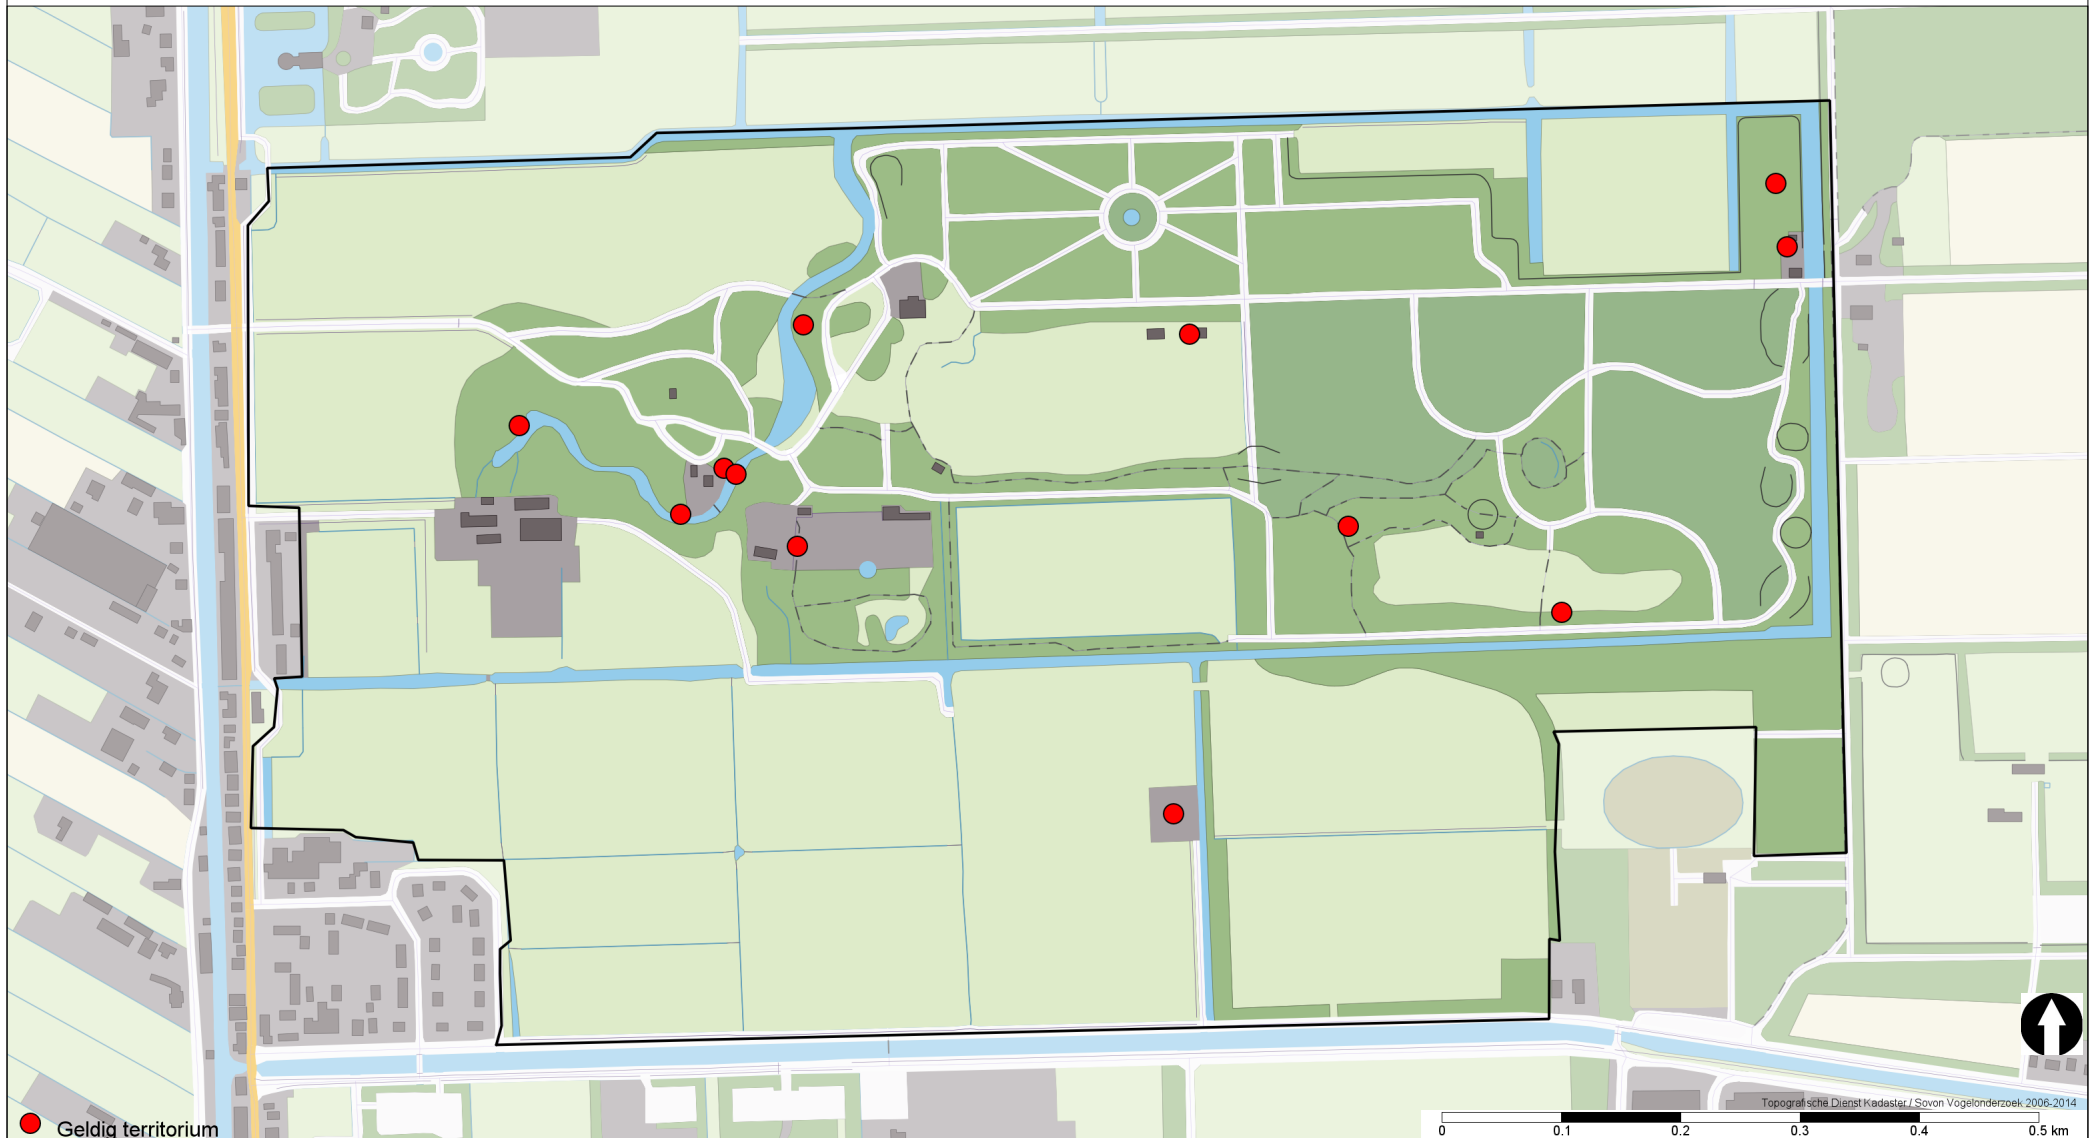 Topografische Dienst Kadaster / Sovon Vogelonderzoek 2006-2014
0 0.1 0.2 0.3 0.4 0.5 km
Geldig territorium